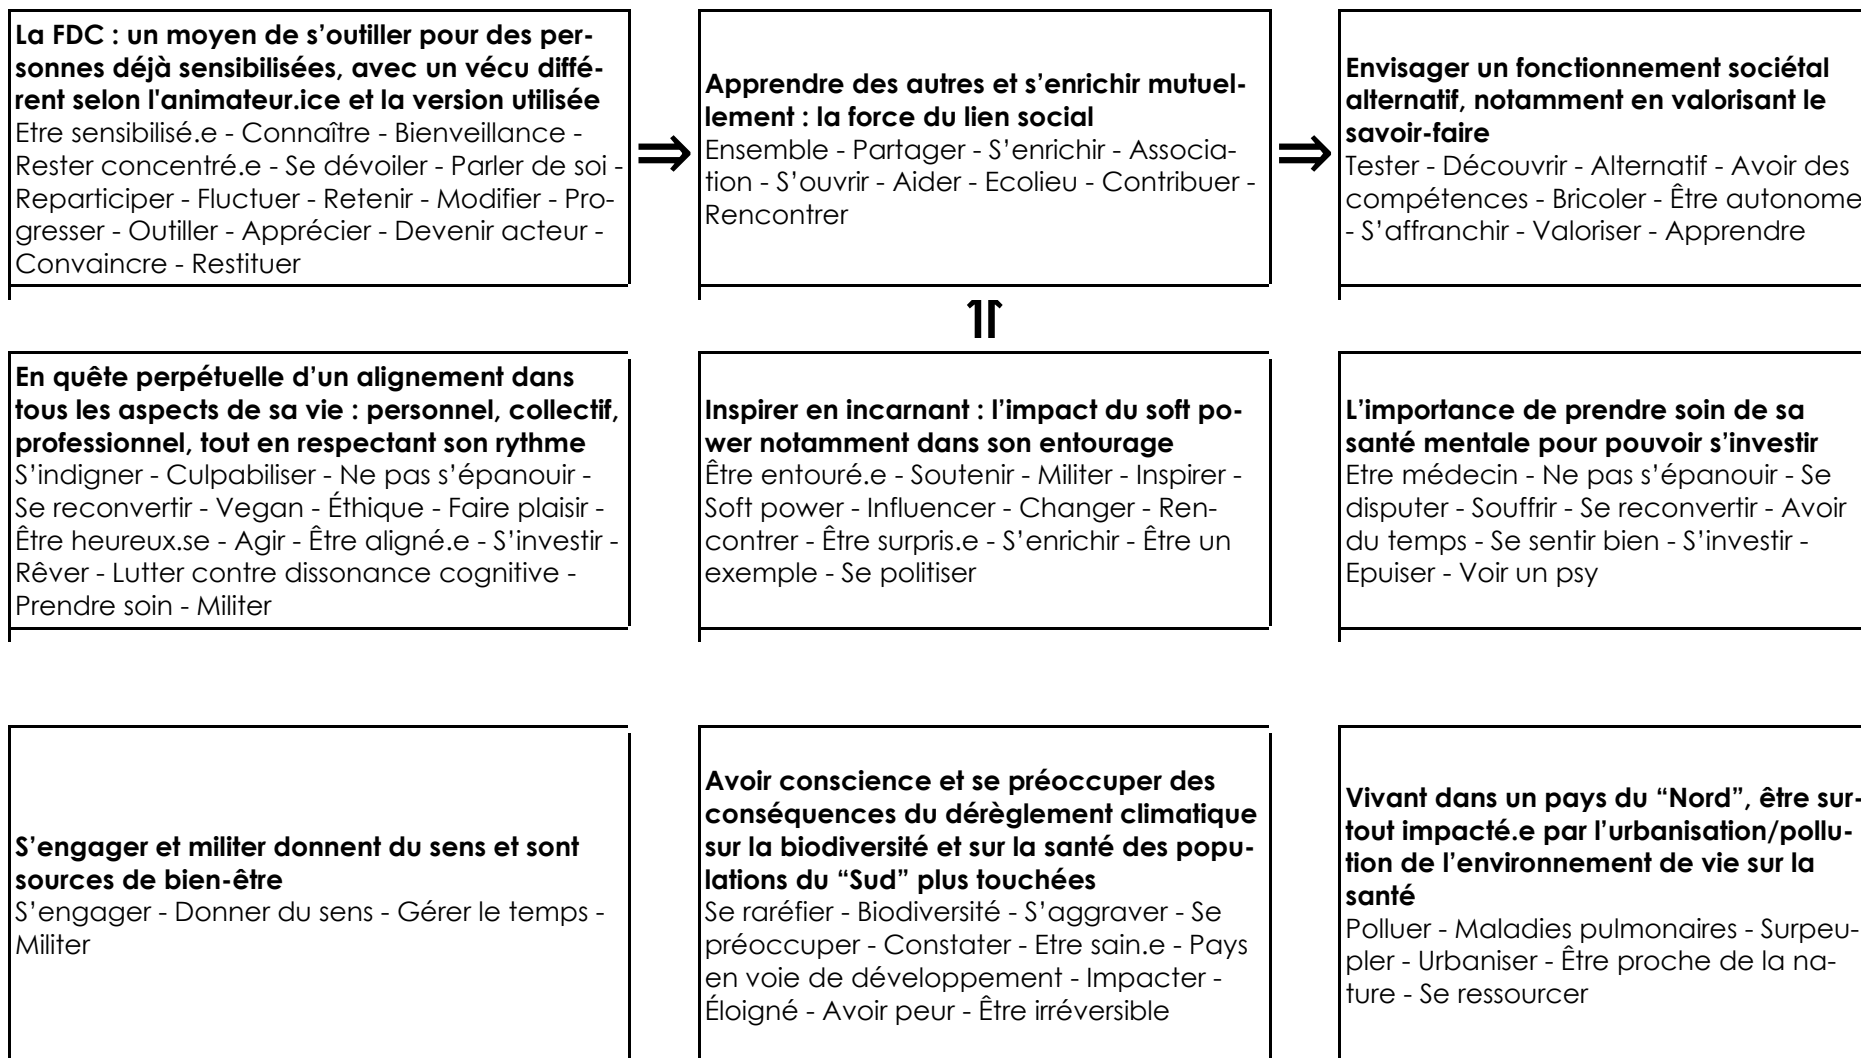 La FDC : un moyen de s’outiller pour des per-
sonnes déjà sensibilisées, avec un vécu diffé-
rent selon l'animateur.ice et la version utilisée
Etre sensibilisé.e - Connaître - Bienveillance -
Rester concentré.e - Se dévoiler - Parler de soi -
Reparticiper - Fluctuer - Retenir - Modifier - Pro-
gresser - Outiller - Apprécier - Devenir acteur -
Convaincre - Restituer
⇒
Apprendre des autres et s’enrichir mutuel-
lement : la force du lien social
Ensemble - Partager - S’enrichir - Associa-
tion - S’ouvrir - Aider - Ecolieu - Contribuer -
Rencontrer
⇒
Envisager un fonctionnement sociétal
alternatif, notamment en valorisant le
savoir-faire
Tester - Découvrir - Alternatif - Avoir des
compétences - Bricoler - Être autonome
- S’affranchir - Valoriser - Apprendre
⥣
En quête perpétuelle d’un alignement dans
tous les aspects de sa vie : personnel, collectif,
professionnel, tout en respectant son rythme
S’indigner - Culpabiliser - Ne pas s’épanouir -
Se reconvertir - Vegan - Éthique - Faire plaisir -
Être heureux.se - Agir - Être aligné.e - S’investir -
Rêver - Lutter contre dissonance cognitive -
Prendre soin - Militer
Inspirer en incarnant : l’impact du soft po-
wer notamment dans son entourage
Être entouré.e - Soutenir - Militer - Inspirer -
Soft power - Influencer - Changer - Ren-
contrer - Être surpris.e - S’enrichir - Être un
exemple - Se politiser
L’importance de prendre soin de sa
santé mentale pour pouvoir s’investir
Etre médecin - Ne pas s’épanouir - Se
disputer - Souffrir - Se reconvertir - Avoir
du temps - Se sentir bien - S’investir -
Epuiser - Voir un psy
S’engager et militer donnent du sens et sont
sources de bien-être
S’engager - Donner du sens - Gérer le temps -
Militer
Avoir conscience et se préoccuper des
conséquences du dérèglement climatique
sur la biodiversité et sur la santé des popu-
lations du “Sud” plus touchées
Se raréfier - Biodiversité - S’aggraver - Se
préoccuper - Constater - Etre sain.e - Pays
en voie de développement - Impacter -
Éloigné - Avoir peur - Être irréversible
Vivant dans un pays du “Nord”, être sur-
tout impacté.e par l’urbanisation/pollu-
tion de l’environnement de vie sur la
santé
Polluer - Maladies pulmonaires - Surpeu-
pler - Urbaniser - Être proche de la na-
ture - Se ressourcer